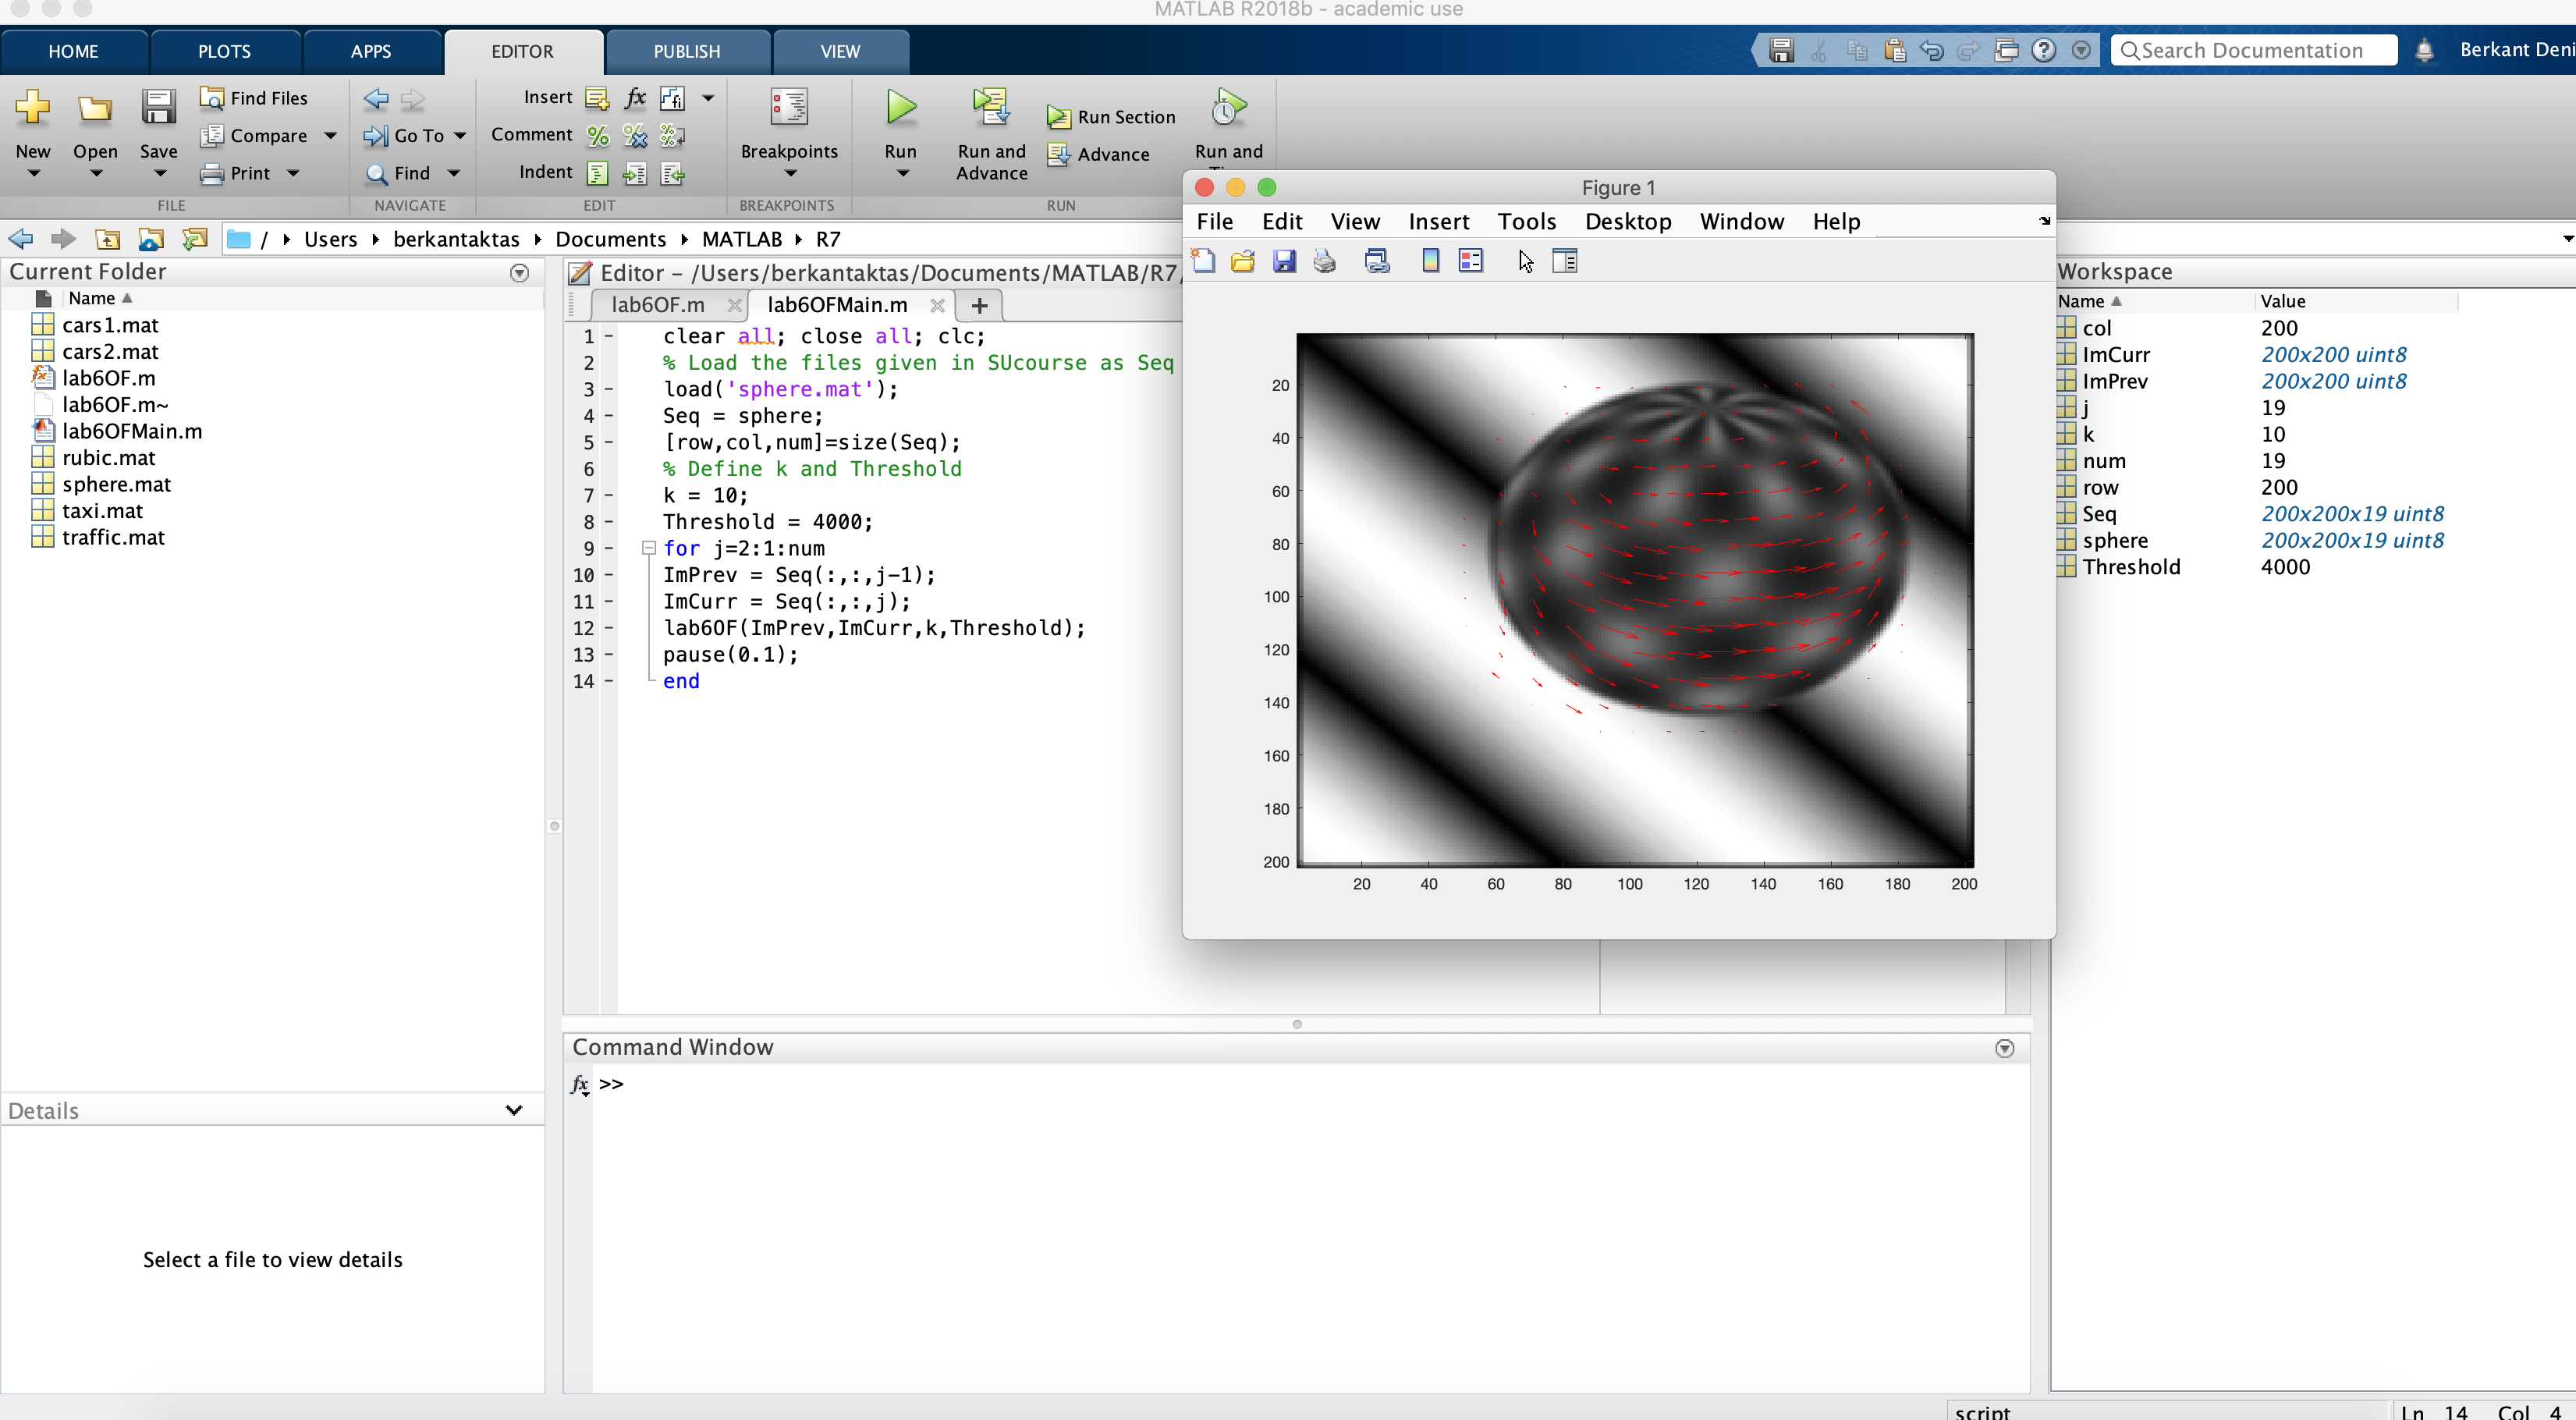 MATLAB R2018b - academic use
HOME PLOTS APPS EDITOR PUBLISH VIEW
Search Documentation
Berkant Deni
New Open Save
Find Files
Compare
Print
FILE
Go To
Find
NAVIGATE
Insert
fx
Comment
Indent
EDIT
Breakpoints
BREAKPOINTS
Run
Run and
Advance
Run Section
Advance
Run and
RUN
/ Users berkantaktas Documents MATLAB R7
Current Folder
Name
cars1.mat
cars2.mat
lab6OF.m
lab6OF.m~
lab6OFMain.m
rubic.mat
sphere.mat
taxi.mat
traffic.mat
Details
Select a file to view details
Editor - /Users/berkantaktas/Documents/MATLAB/R7/
lab6OF.m lab6OFMain.m +
1 - clear all; close all; clc;
2 % Load the files given in SUcourse as Seq
3 - load('sphere.mat');
4 - Seq = sphere;
5 - [row,col,num]=size(Seq);
6 % Define k and Threshold
7 - k = 10;
8 - Threshold = 4000;
9 - for j=2:1:num
10 - ImPrev = Seq(:,:,j-1);
11 - ImCurr = Seq(:,:,j);
12 - lab6OF(ImPrev,ImCurr,k,Threshold);
13 - pause(0.1);
14 - end
Figure 1
File Edit View Insert Tools Desktop Window Help
20
40
60
80
100
120
140
160
180
200
20 40 60 80 100 120 140 160 180 200
Command Window
fx >>
Workspace
Name Value
col 200
ImCurr 200x200 uint8
ImPrev 200x200 uint8
j 19
k 10
num 19
row 200
Seq 200x200x19 uint8
sphere 200x200x19 uint8
Threshold 4000
script
Ln 14 Col 4